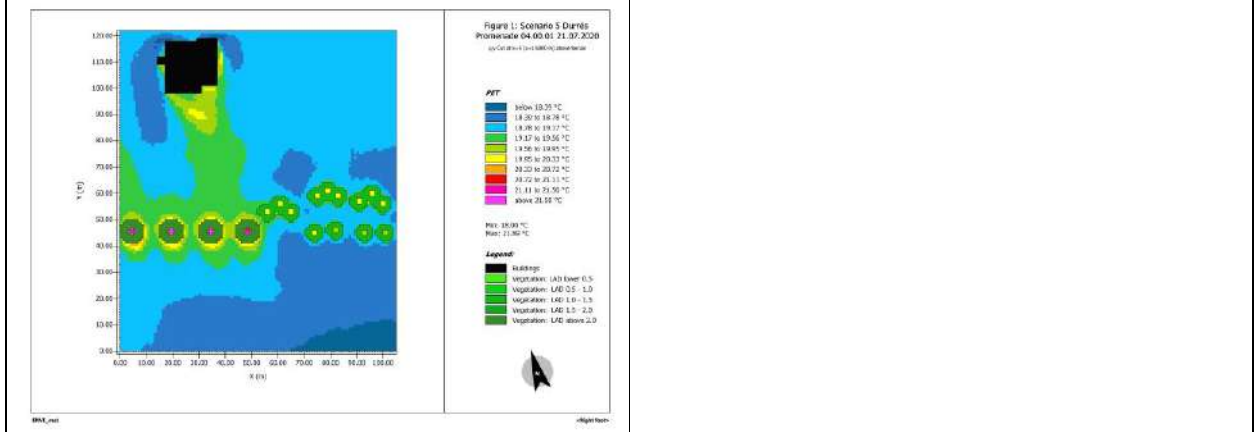 Figure 1: Scenario 5 Durrës
Promenade 04.00.01 21.07.2020
PET
below 18.39 °C
18.39 to 18.78 °C
18.78 to 19.17 °C
19.17 to 19.56 °C
19.56 to 19.95 °C
19.95 to 20.33 °C
20.33 to 20.72 °C
20.72 to 21.11 °C
21.11 to 21.50 °C
above 21.50 °C
Min: 18.00 °C
Legend:
Buildings
Vegetation: LAD lower 0.5
Vegetation: LAD 0.5 - 1.0
Vegetation: LAD 1.0 - 1.5
Vegetation: LAD 1.5 - 2.0
Vegetation: LAD above 2.0
N
120.00
110.00
100.00
90.00
80.00
70.00
60.00
50.00
40.00
30.00
20.00
10.00
0.00
Y (m)
0.00 10.00 20.00 30.00 40.00 50.00 60.00 70.00 80.00 90.00 100.00
X (m)
ENVI_met
<Right foot>